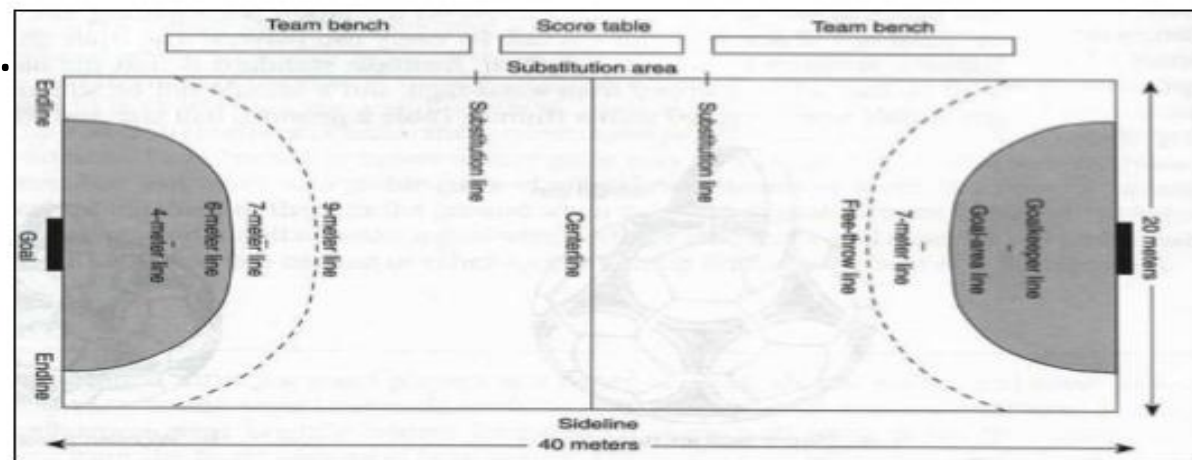 Team bench
Score table
Team bench
Substitution area
Endline
Substitution line
Substitution line
20 meters
Goal
4-meter line
6-meter line
7-meter line
9-meter line
Centerline
Free-throw line
7-meter line
Goal-area line
Goalkeeper line
Endline
Sideline
40 meters